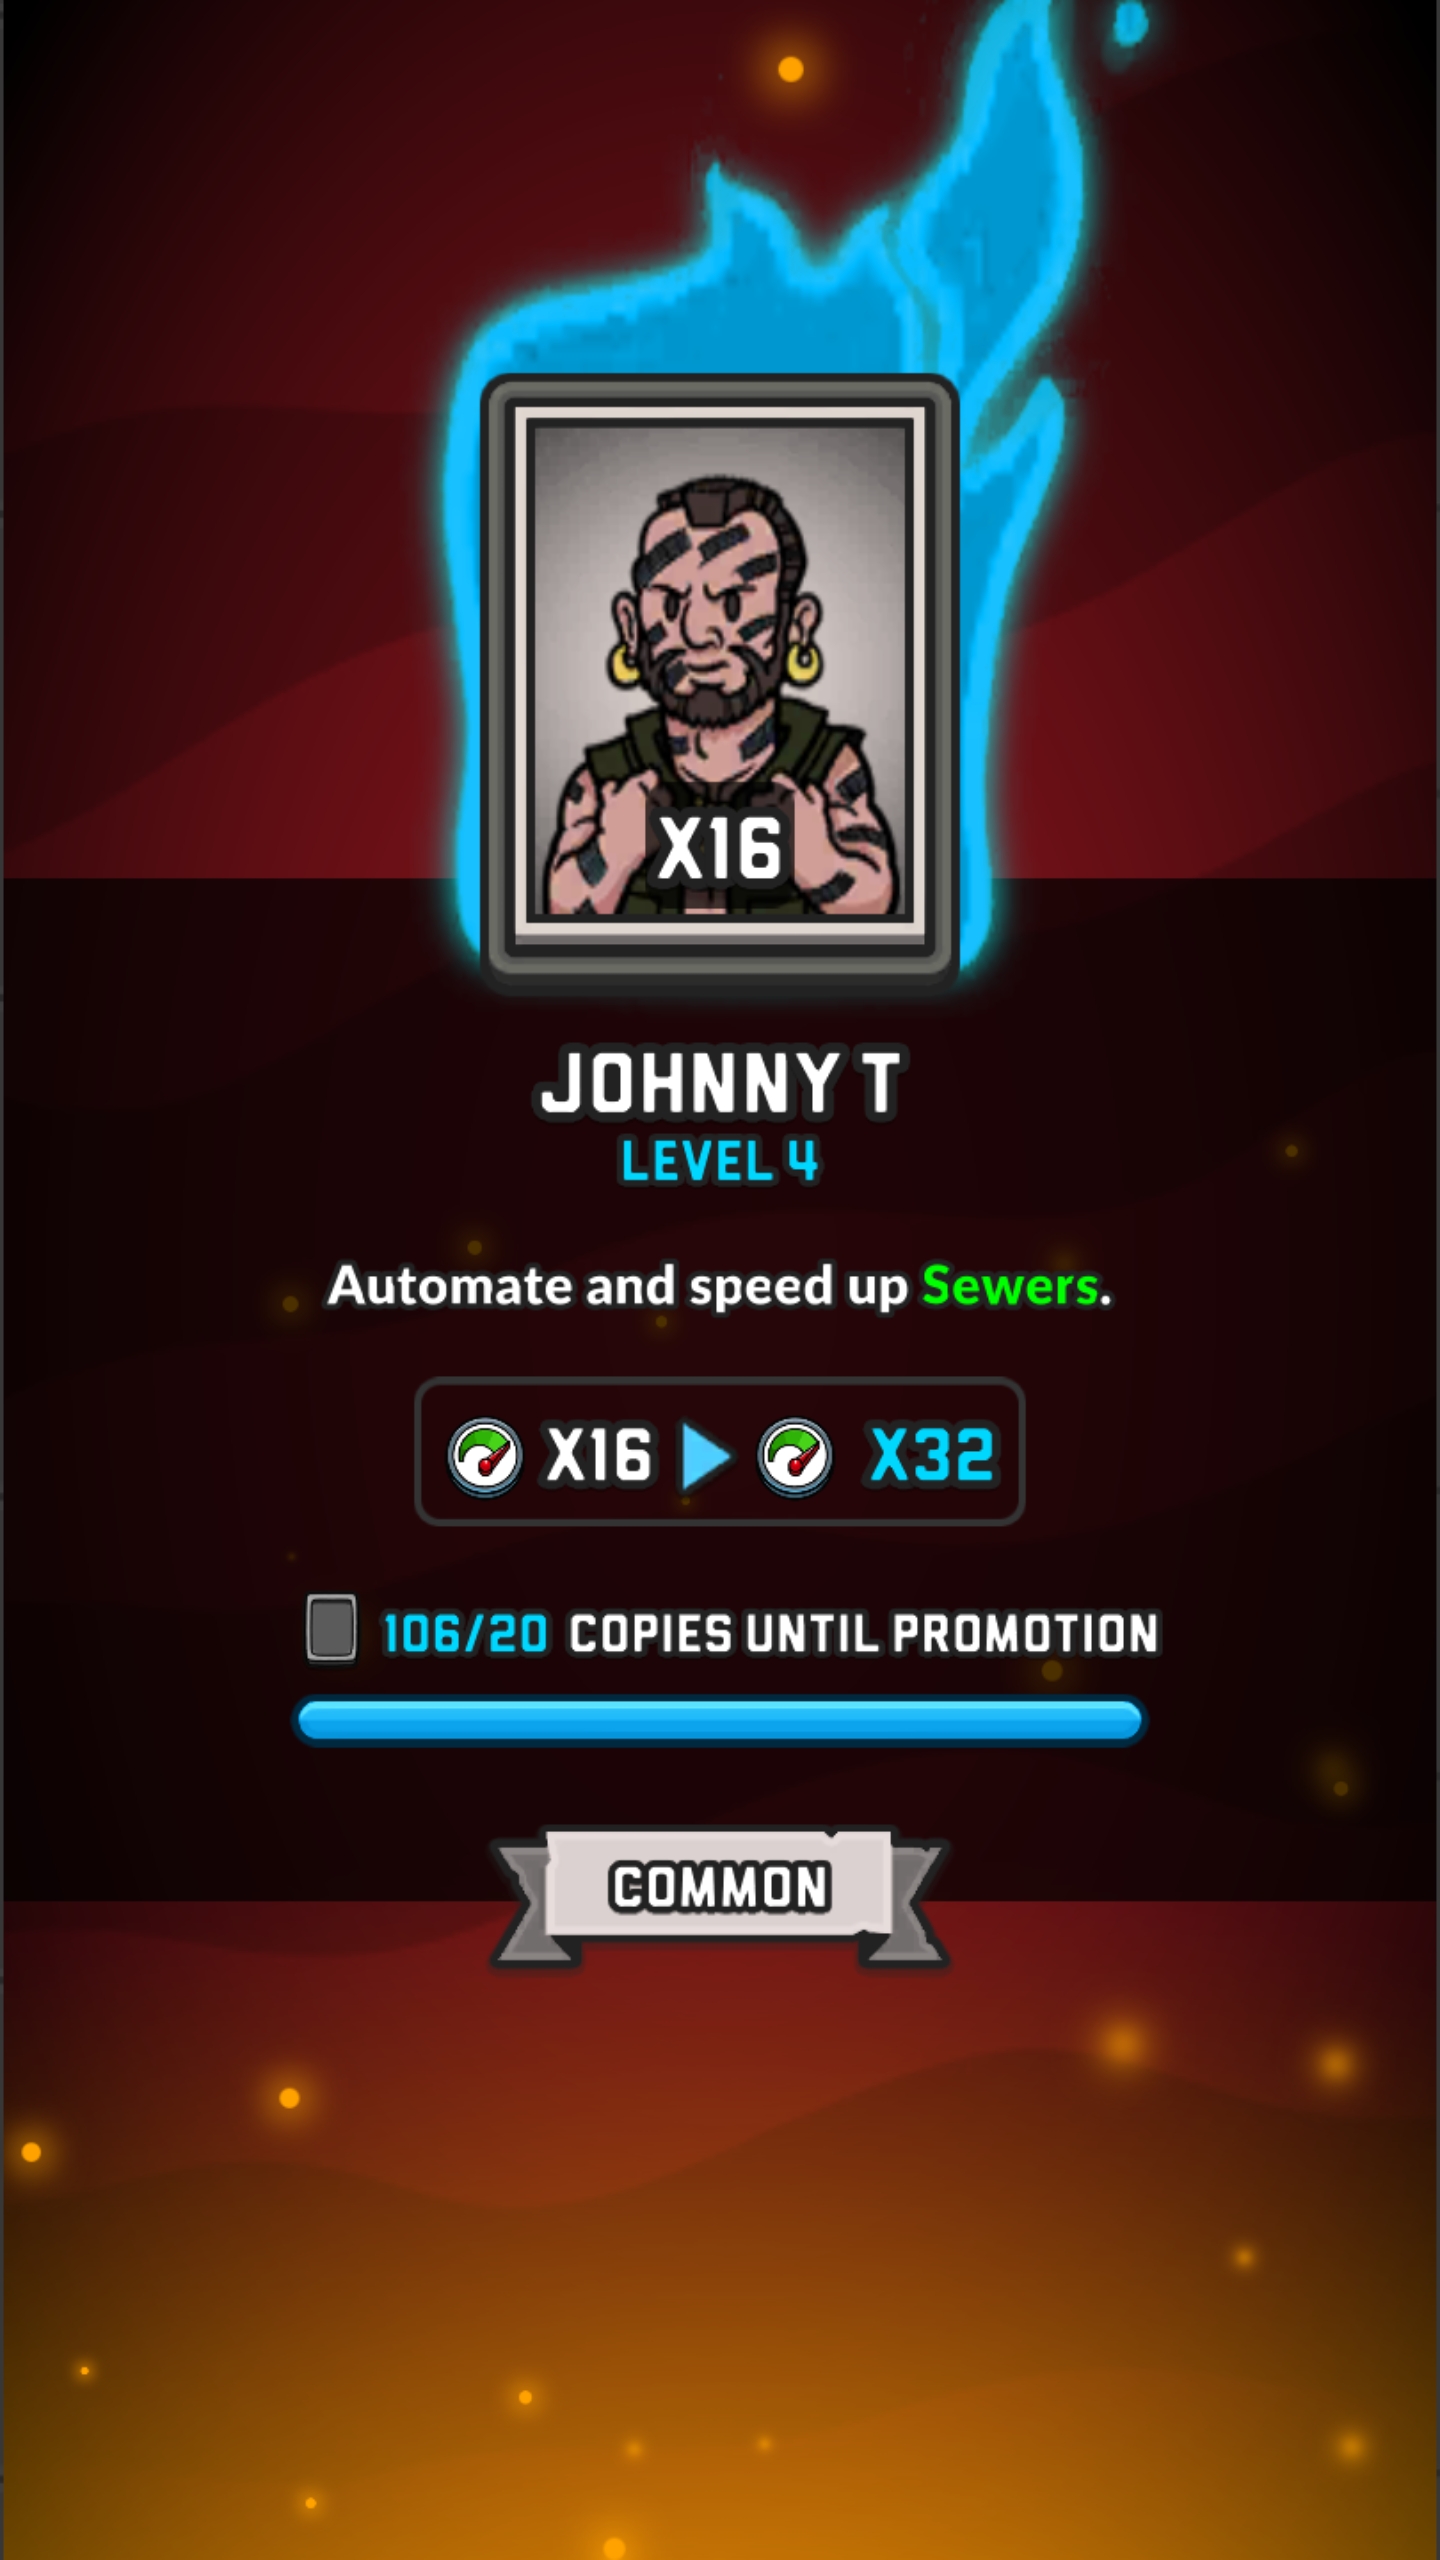 X16
JOHNNY T
LEVEL 4
Automate and speed up Sewers.
X16 X32
106/20 COPIES UNTIL PROMOTION
COMMON